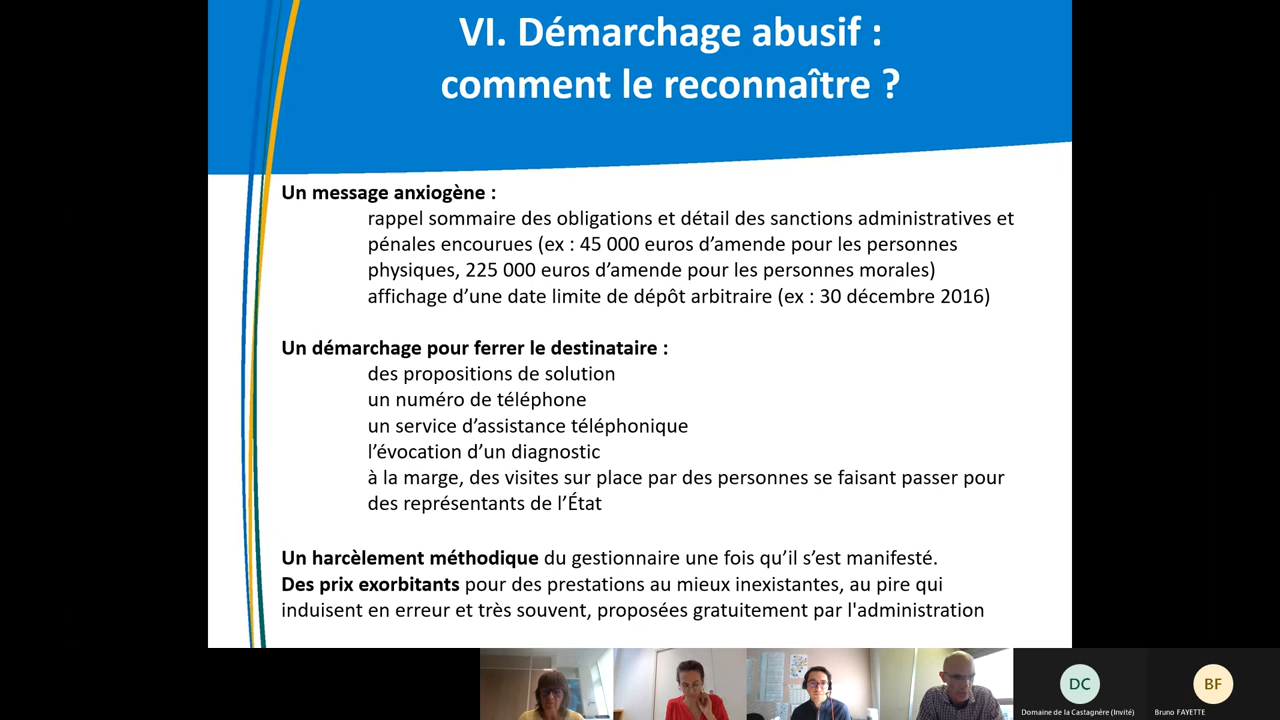 VI. Démarchage abusif :
comment le reconnaître ?
Un message anxiogène :
rappel sommaire des obligations et détail des sanctions administratives et
pénales encourues (ex : 45 000 euros d’amende pour les personnes
physiques, 225 000 euros d’amende pour les personnes morales)
affichage d’une date limite de dépôt arbitraire (ex : 30 décembre 2016)
Un démarchage pour ferrer le destinataire :
des propositions de solution
un numéro de téléphone
un service d’assistance téléphonique
l’évocation d’un diagnostic
à la marge, des visites sur place par des personnes se faisant passer pour
des représentants de l’État
Un harcèlement méthodique du gestionnaire une fois qu’il s’est manifesté.
Des prix exorbitants pour des prestations au mieux inexistantes, au pire qui
induisent en erreur et très souvent, proposées gratuitement par l'administration
DC
BF
Domaine de la Castagnére (Invité)
Bruno FAYETTE